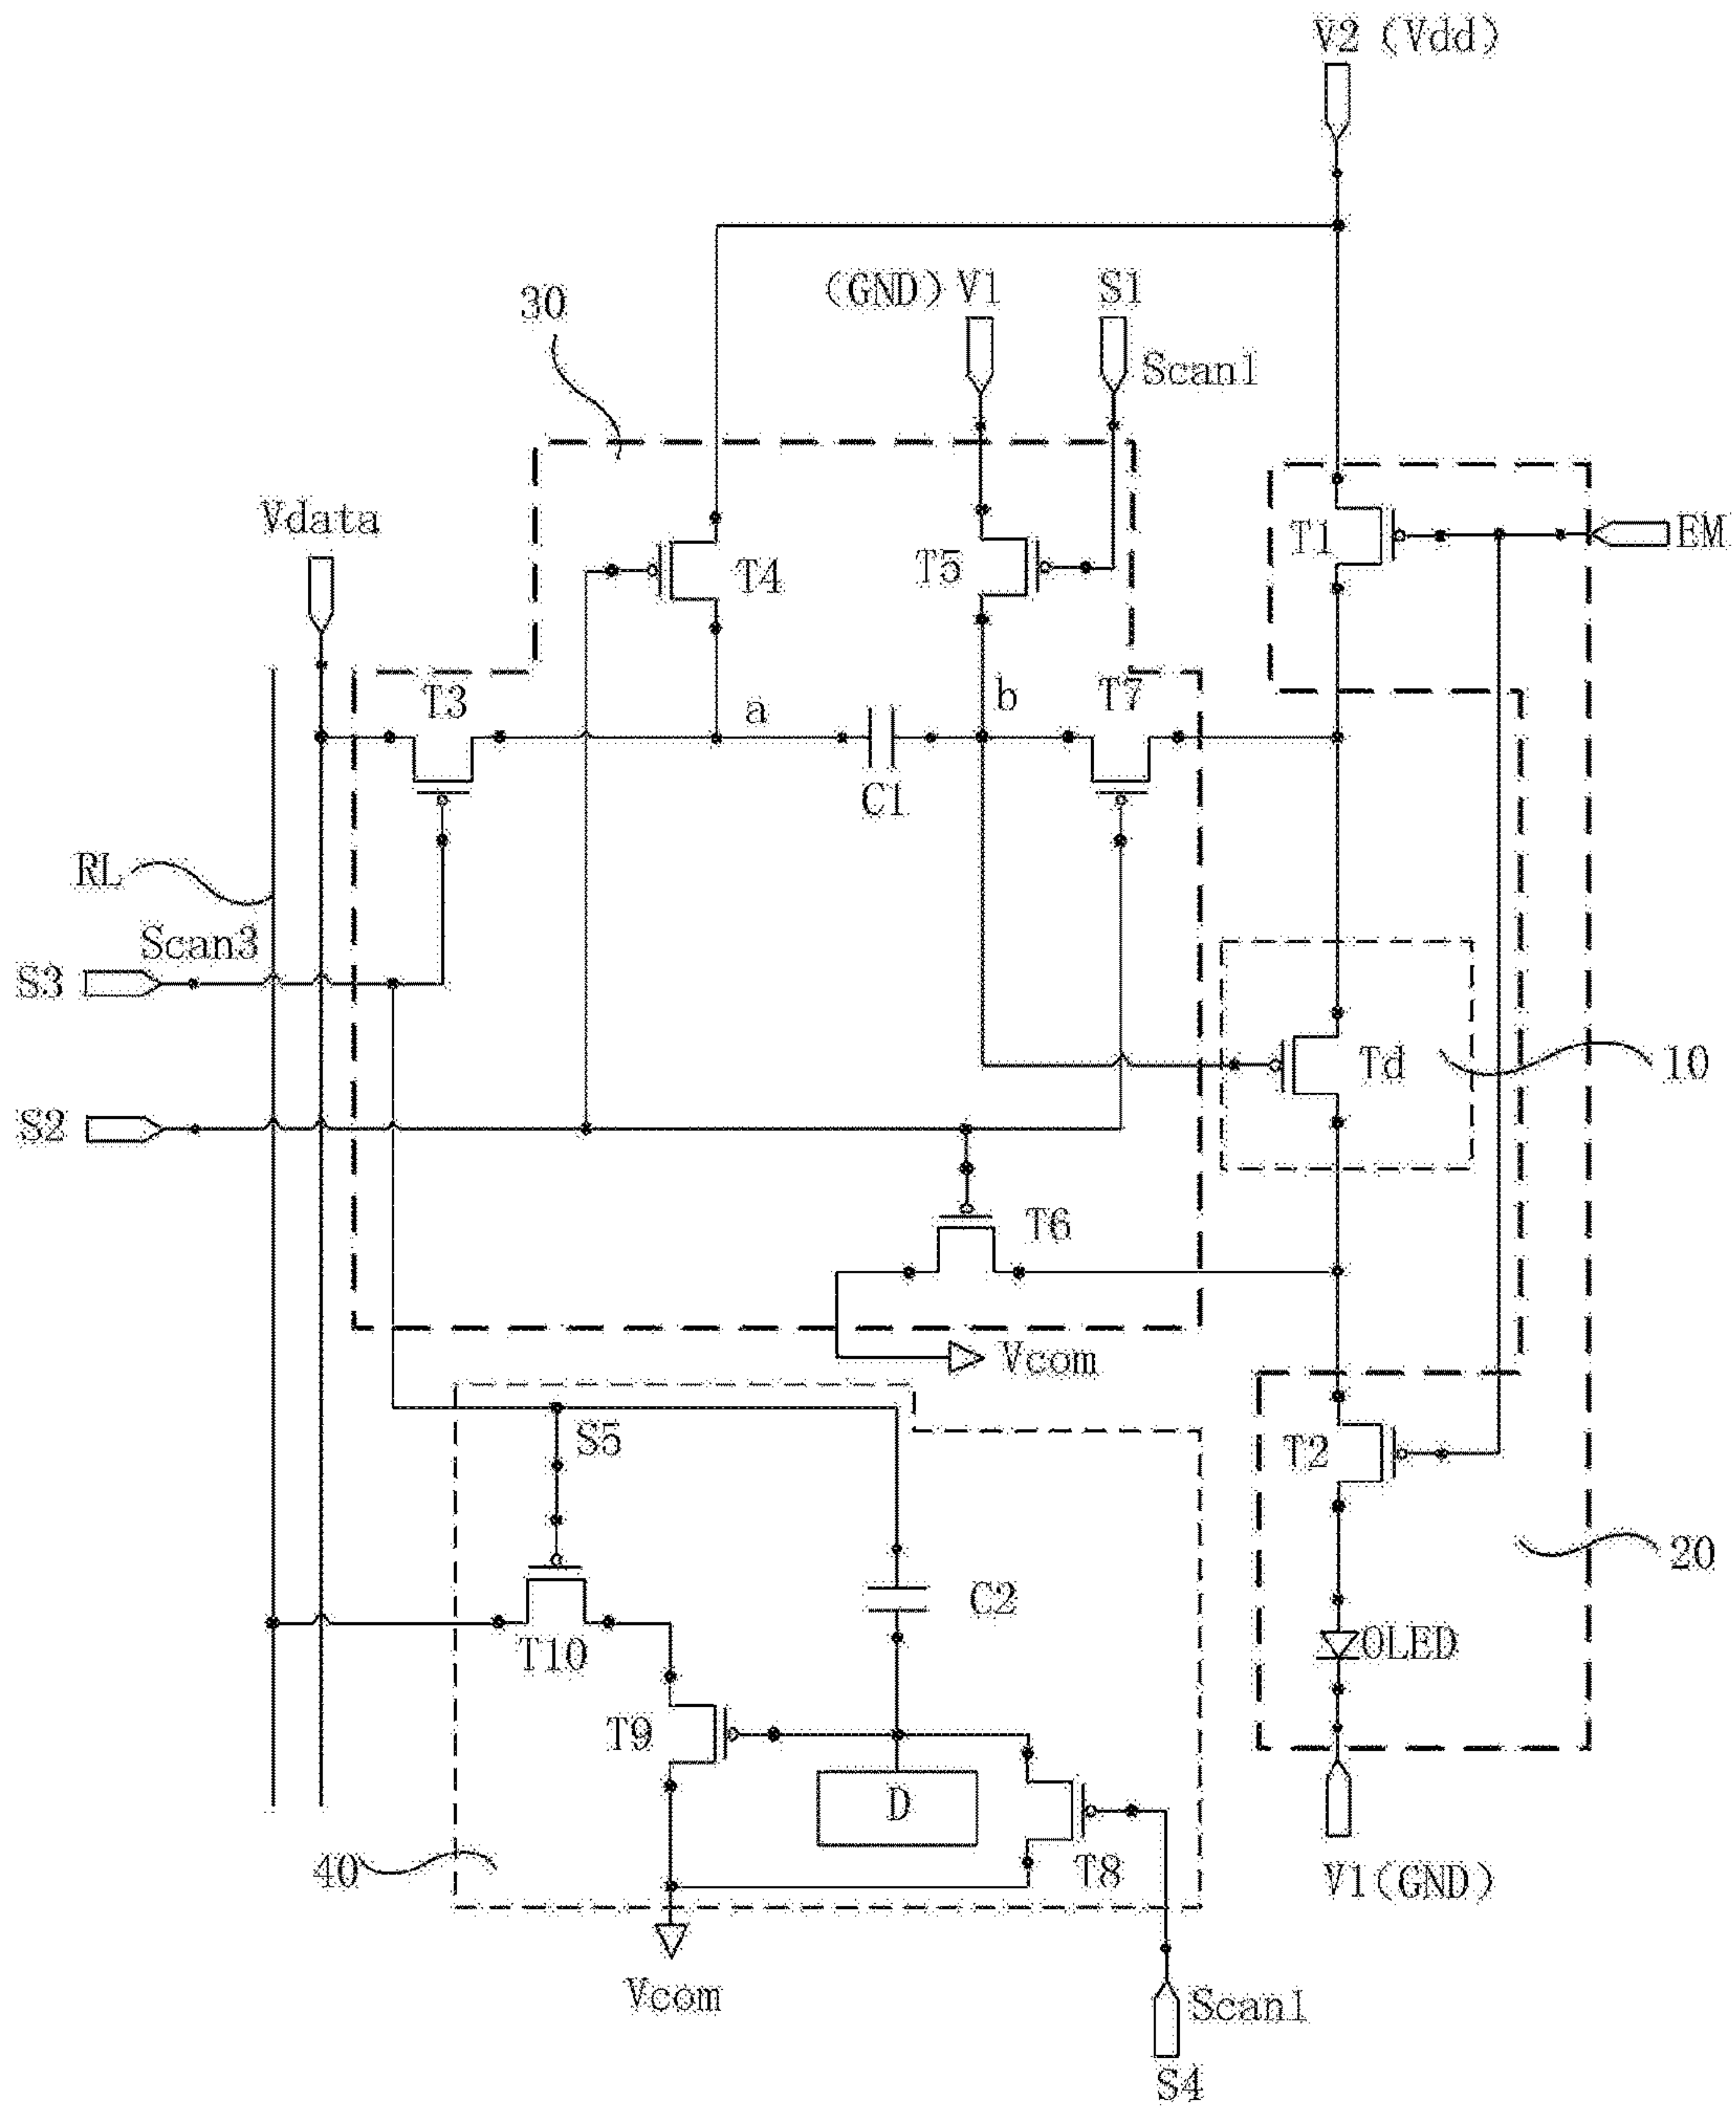 V2 (Vdd)
(GND) V1
S1
30
Scan1
Vdata
T1
EM
T4
T5
T3
a
b
T7
C1
RL
Scan3
S3
Td
10
S2
T6
Vcom
S5
T2
20
C2
OLED
T10
T9
D
40
T8
V1(GND)
Vcom
Scan1
S4